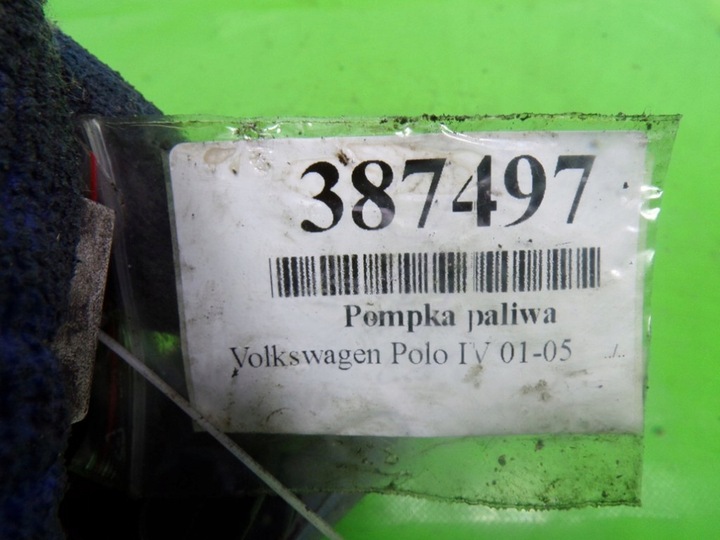 387497
Pompka paliwa
Volkswagen Polo IV 01-05 ./..